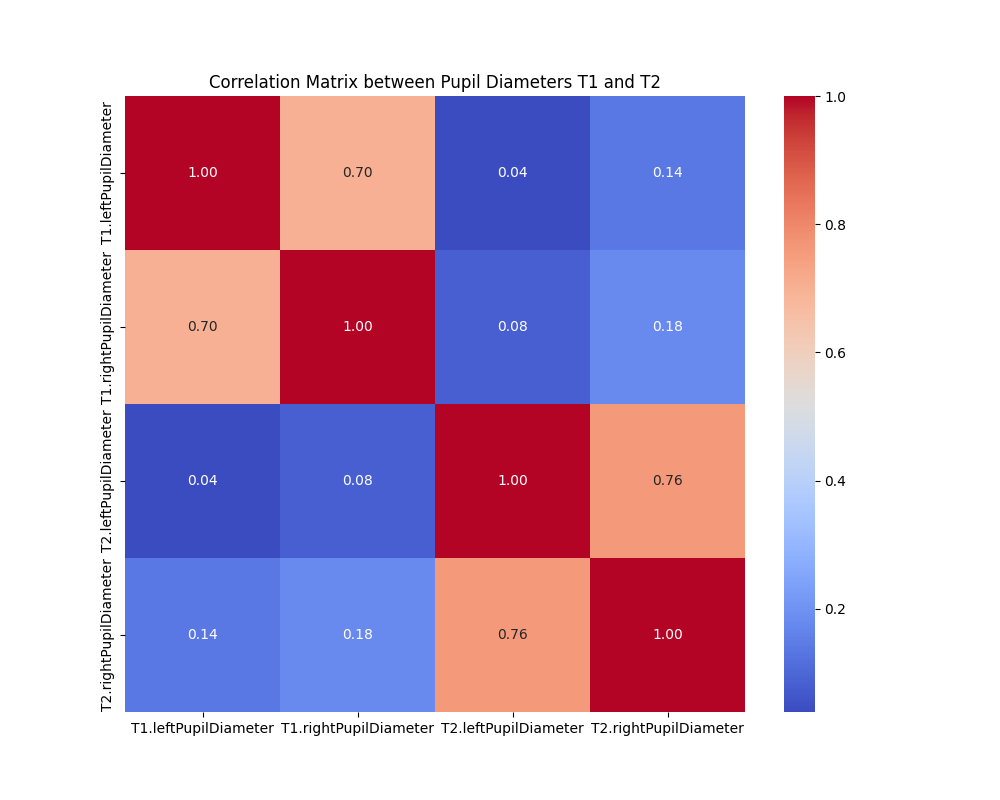 Correlation Matrix between Pupil Diameters T1 and T2
T1.leftPupilDiameter
1.00 0.70 0.04 0.14
T1.rightPupilDiameter
0.70 1.00 0.08 0.18
T2.leftPupilDiameter
0.04 0.08 1.00 0.76
T2.rightPupilDiameter
0.14 0.18 0.76 1.00
T1.leftPupilDiameter T1.rightPupilDiameter T2.leftPupilDiameter T2.rightPupilDiameter
1.0
0.8
0.6
0.4
0.2